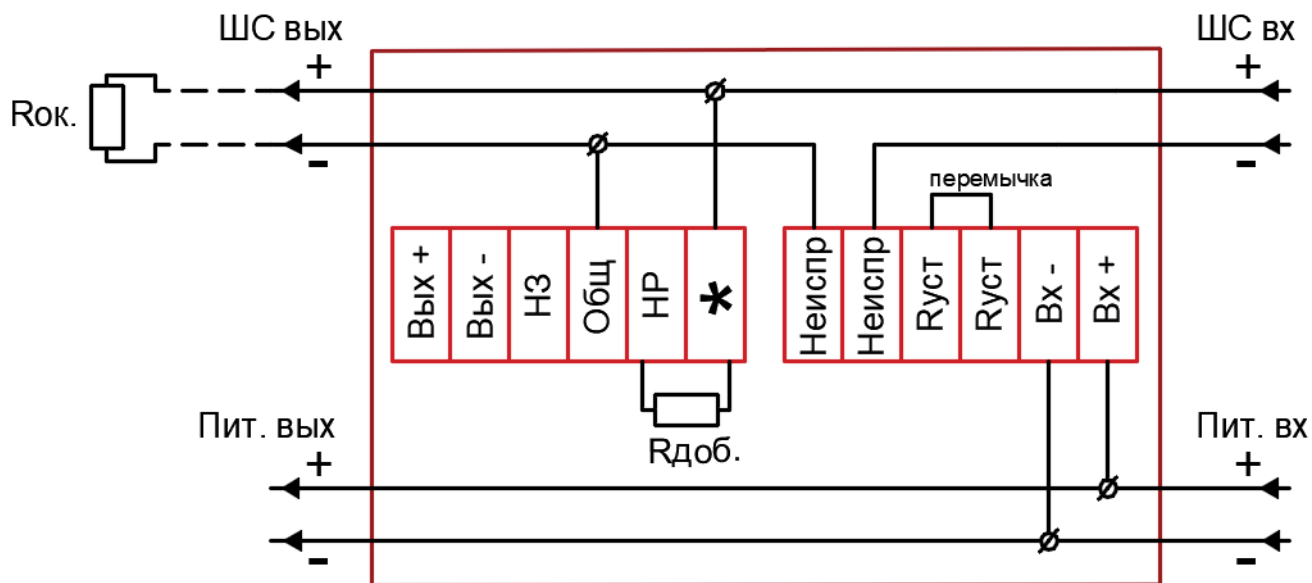 ШС вых
ШС вх
+
+
Rок.
-
-
перемычка
Вых +
Вых -
НЗ
Общ
НР
*
Неиспр
Неиспр
Rуст
Rуст
Вх -
Вх +
Rдоб.
Пит. вых
Пит. вх
+
+
-
-